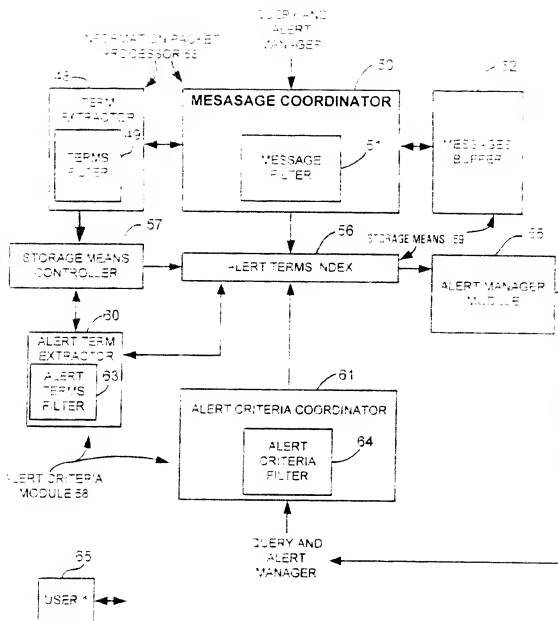 QUERY AND
ALERT
MANAGER
INFORMATION PACKET
PROCESSOR 53
48
50
52
TERM
EXTRACTOR
49
TERMS
FILTER
MESASAGE COORDINATOR
MESSAGE
FILTER
51
MESSAGES
BUFFER
57
56
STORAGE MEANS 59
55
STORAGE MEANS
CONTROLLER
ALERT TERMS INDEX
ALERT MANAGER
MODULE
60
ALERT TERM
EXTRACTOR
ALERT
TERMS
FILTER
63
61
ALERT CRITERIA COORDINATOR
ALERT
CRITERIA
FILTER
64
ALERT CRITERIA
MODULE 58
QUERY AND
ALERT
MANAGER
65
USER 1